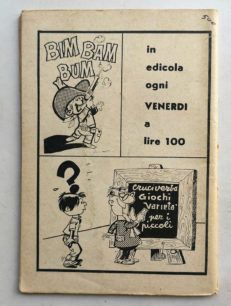 BIM BAM
BUM
in
edicola
ogni
VENERDI
a
lire 100
?
Cruciverba
Giochi
Varietà
per i
piccoli